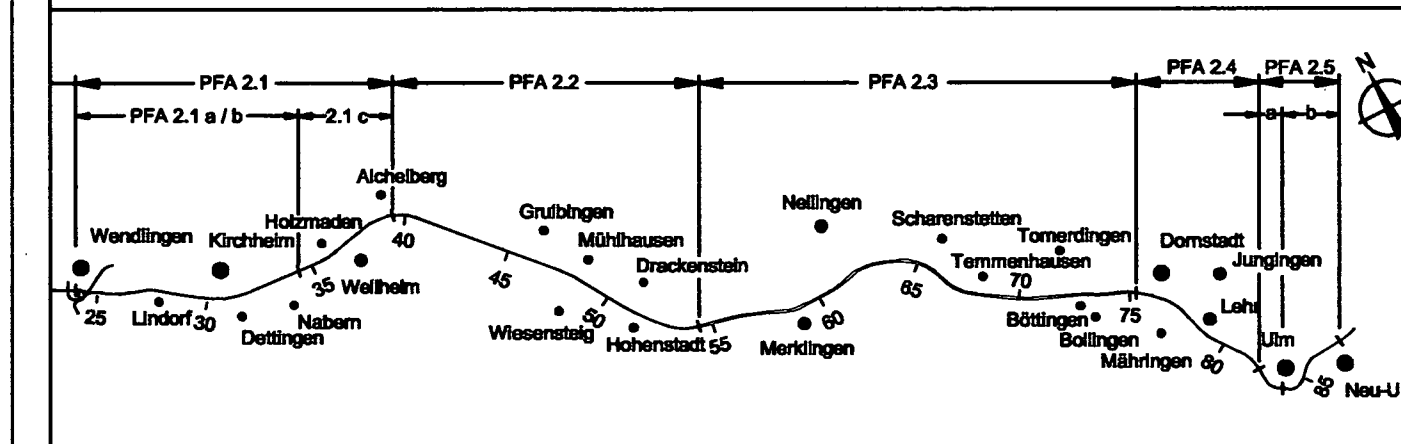 PFA 2.1
PFA 2.2
PFA 2.3
PFA 2.4
PFA 2.5
N
PFA 2.1 a / b
2.1 c
a
b
Aichelberg
Holzmaden
Wendlingen
Kirchheim
Weilheim
Lindorf
Dettingen
Nabern
25
30
35
40
Gruibingen
Mühlhausen
Drackenstein
Wiesensteig
Hohenstadt
45
50
55
Nellingen
Scharenstetten
Tomerdingen
Temmenhausen
Merklingen
60
65
70
Böttingen
Bollingen
Mähringen
75
Dornstadt
Jungingen
Lehr
Ulm
80
85
Neu-U